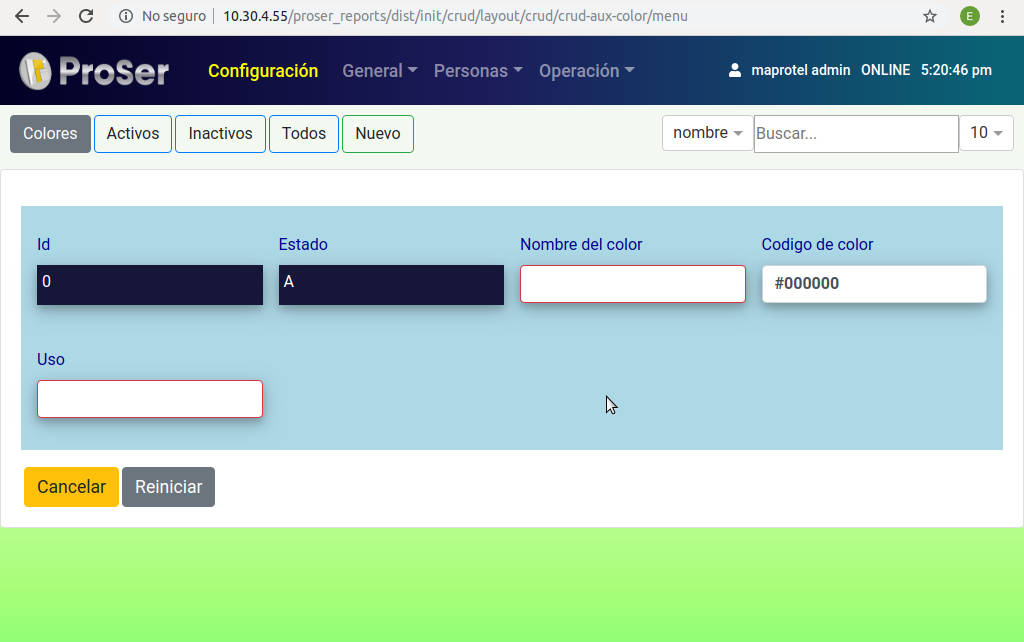 No seguro 10.30.4.55/proser_reports/dist/init/crud/layout/crud/crud-aux-color/menu E
ProSer Configuración General Personas Operación maprotel admin ONLINE 5:20:46 pm
Colores Activos Inactivos Todos Nuevo nombre Buscar... 10
Id Estado Nombre del color Codigo de color
0 A #000000
Uso
Cancelar Reiniciar